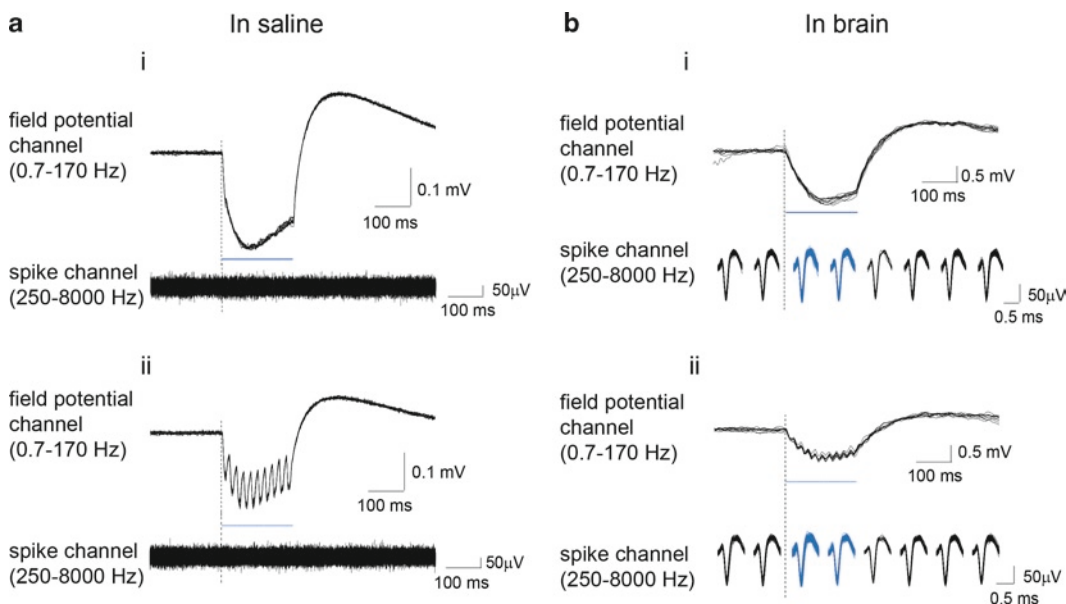 a
In saline
i
field potential
channel
(0.7-170 Hz)
0.1 mV
100 ms
spike channel
(250-8000 Hz)
50μV
100 ms
ii
field potential
channel
(0.7-170 Hz)
0.1 mV
100 ms
spike channel
(250-8000 Hz)
50μV
100 ms
b
In brain
i
field potential
channel
(0.7-170 Hz)
0.5 mV
100 ms
spike channel
(250-8000 Hz)
50μV
0.5 ms
ii
field potential
channel
(0.7-170 Hz)
0.5 mV
100 ms
spike channel
(250-8000 Hz)
50μV
0.5 ms